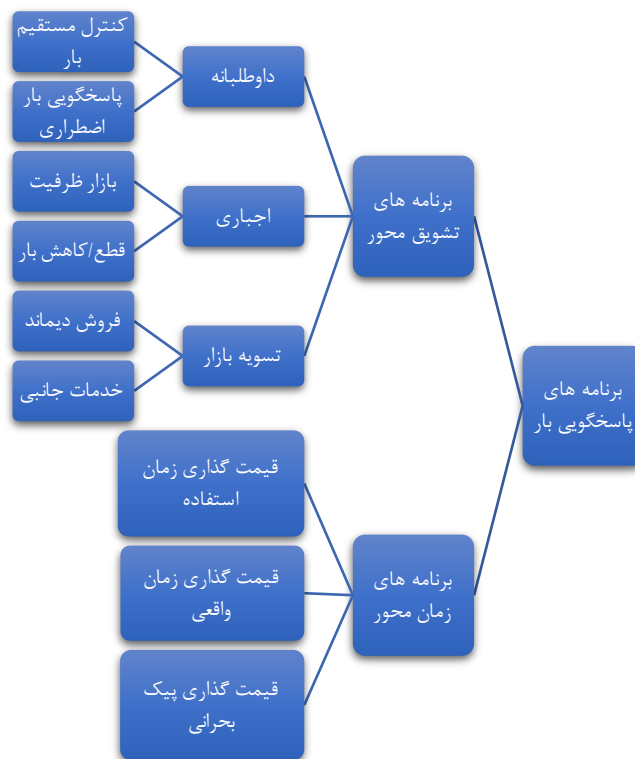 برنامه های
پاسخگویی بار
برنامه های
تشویق محور
داوطلبانه
کنترل مستقیم
بار
پاسخگویی بار
اضطراری
اجباری
بازار ظرفیت
قطع/کاهش بار
تسویه بازار
فروش دیماند
خدمات جانبی
برنامه های
زمان محور
قیمت گذاری زمان
استفاده
قیمت گذاری زمان
واقعی
قیمت گذاری پیک
بحرانی